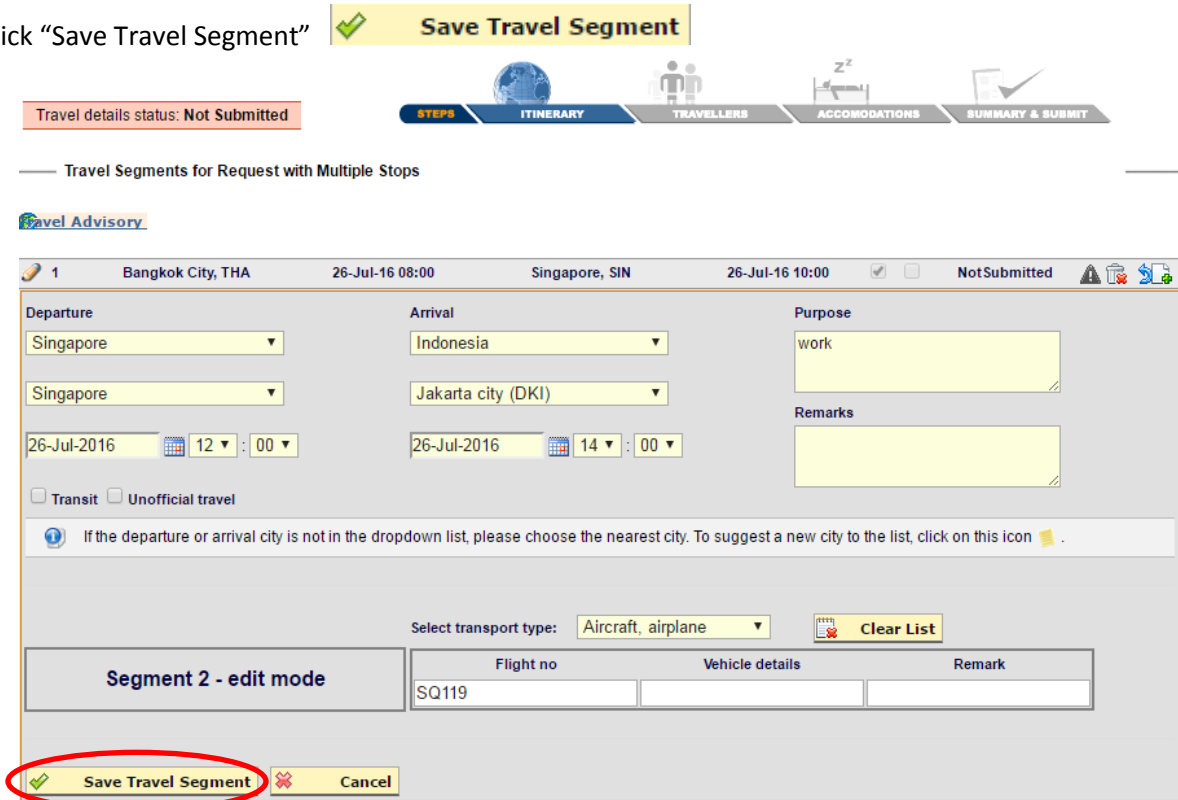 ick “Save Travel Segment” Save Travel Segment
Travel details status: Not Submitted
STEPS ITINERARY TRAVELLERS ACCOMODATIONS SUMMARY & SUBMIT
Travel Segments for Request with Multiple Stops
avel Advisory
1 Bangkok City, THA 26-Jul-16 08:00 Singapore, SIN 26-Jul-16 10:00 NotSubmitted
Departure Arrival Purpose
Singapore Indonesia work
Singapore Jakarta city (DKI)
Remarks
26-Jul-2016 12 : 00 26-Jul-2016 14 : 00
Transit Unofficial travel
If the departure or arrival city is not in the dropdown list, please choose the nearest city. To suggest a new city to the list, click on this icon .
Select transport type: Aircraft, airplane Clear List
Flight no Vehicle details Remark
Segment 2 - edit mode
SQ119
Save Travel Segment Cancel